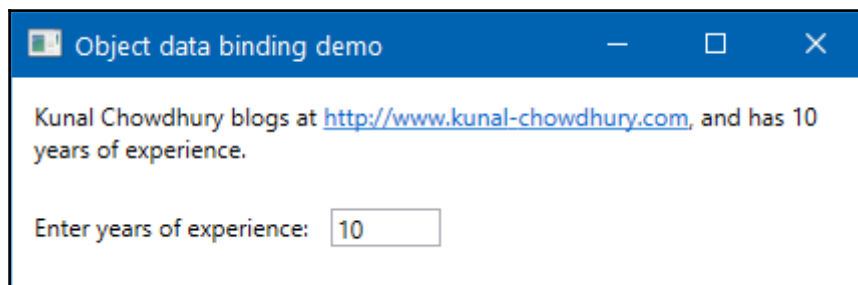 Object data binding demo
Kunal Chowdhury blogs at http://www.kunal-chowdhury.com, and has 10
years of experience.
Enter years of experience: 10